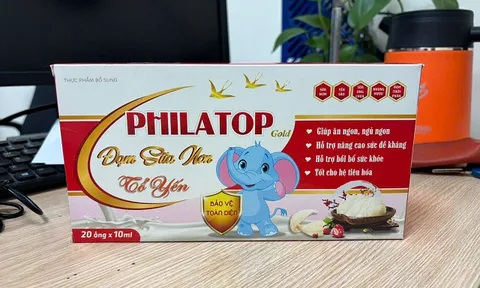 THỰC PHẨM BỔ SUNG
PHILATOP
Gold
Đạm Sữa Non
Tổ Yến
BẢO VỆ
TOÀN DIỆN
20 ống x 10ml
Giúp ăn ngon, ngủ ngon
Hỗ trợ nâng cao sức đề kháng
Hỗ trợ bồi bổ sức khỏe
Tốt cho hệ tiêu hóa